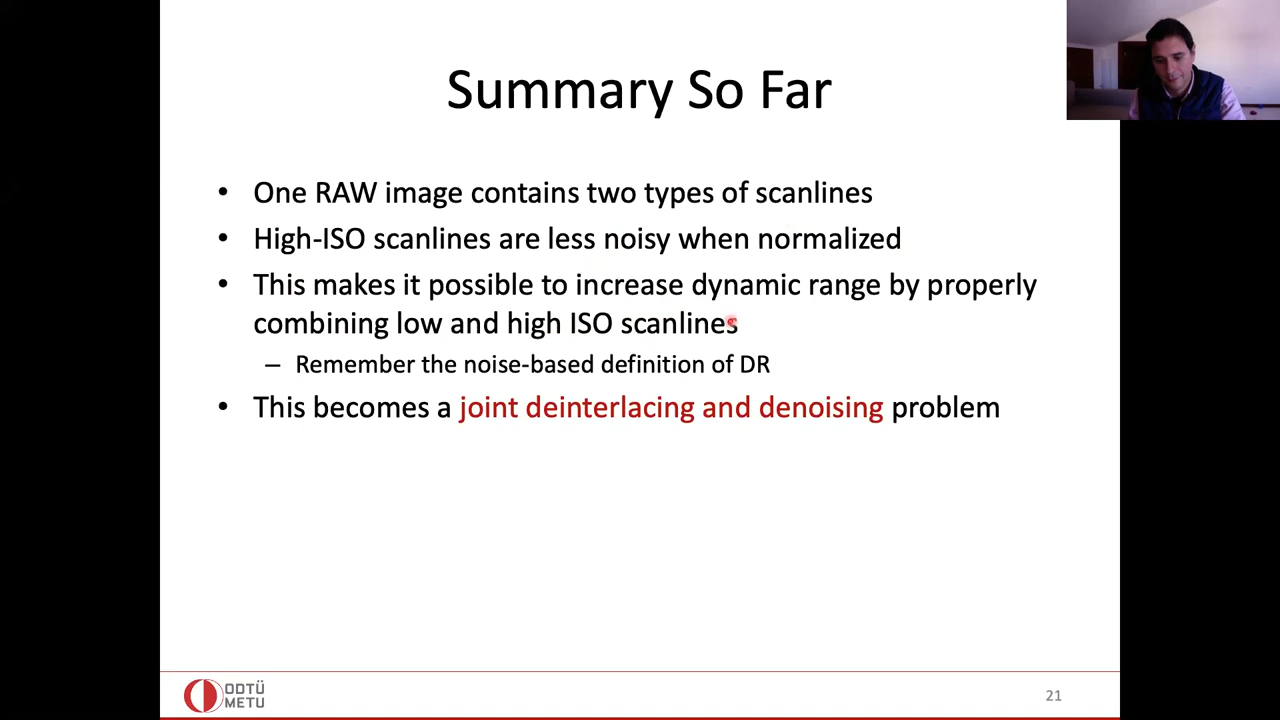 Summary So Far
• One RAW image contains two types of scanlines
• High-ISO scanlines are less noisy when normalized
• This makes it possible to increase dynamic range by properly
combining low and high ISO scanlines
– Remember the noise-based definition of DR
• This becomes a joint deinterlacing and denoising problem
ODTÜ
METU
21